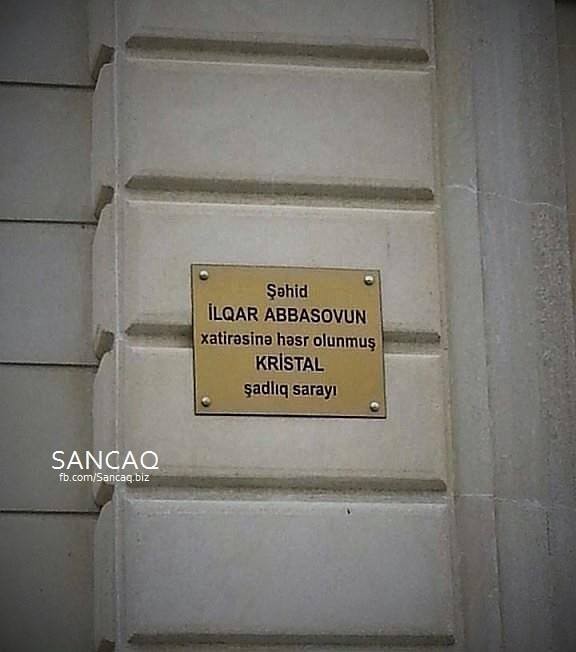 Şəhid
İLQAR ABBASOVUN
xatirəsinə həsr olunmuş
KRİSTAL
şadlıq sarayı
SANCAQ
fb.com/Sancaq.biz